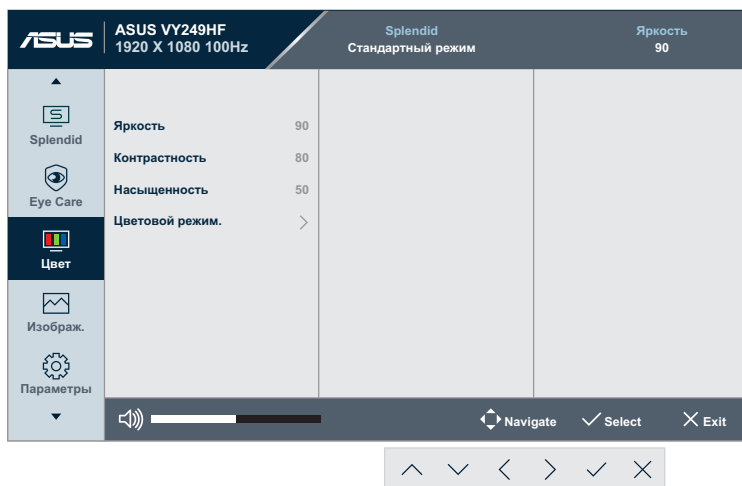 ASUS
ASUS VY249HF
1920 X 1080 100Hz
Splendid
Стандартный режим
Яркость
90
Splendid
Eye Care
Цвет
Изображ.
Параметры
Яркость 90
Контрастность 80
Насыщенность 50
Цветовой режим.
Navigate
Select
Exit